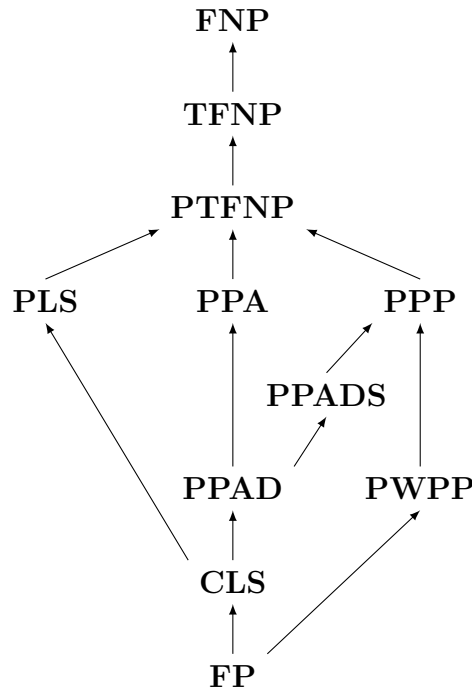 FNP
TFNP
PTFNP
PLS PPA PPP
PPADS
PPAD PWPP
CLS
FP